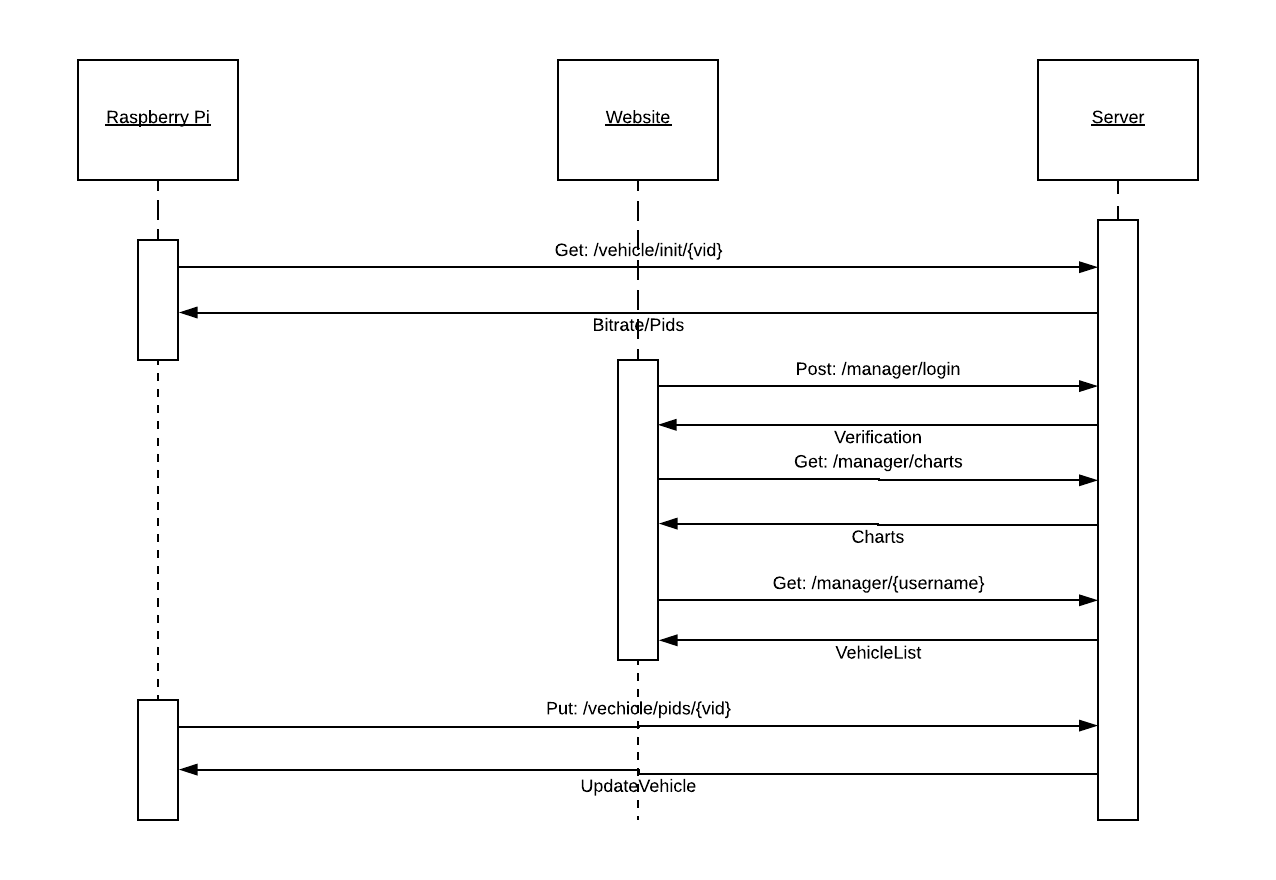 Raspberry Pi
Website
Server
Get: /vehicle/init/{vid}
Bitrate/Pids
Post: /manager/login
Verification
Get: /manager/charts
Charts
Get: /manager/{username}
VehicleList
Put: /vechicle/pids/{vid}
UpdateVehicle